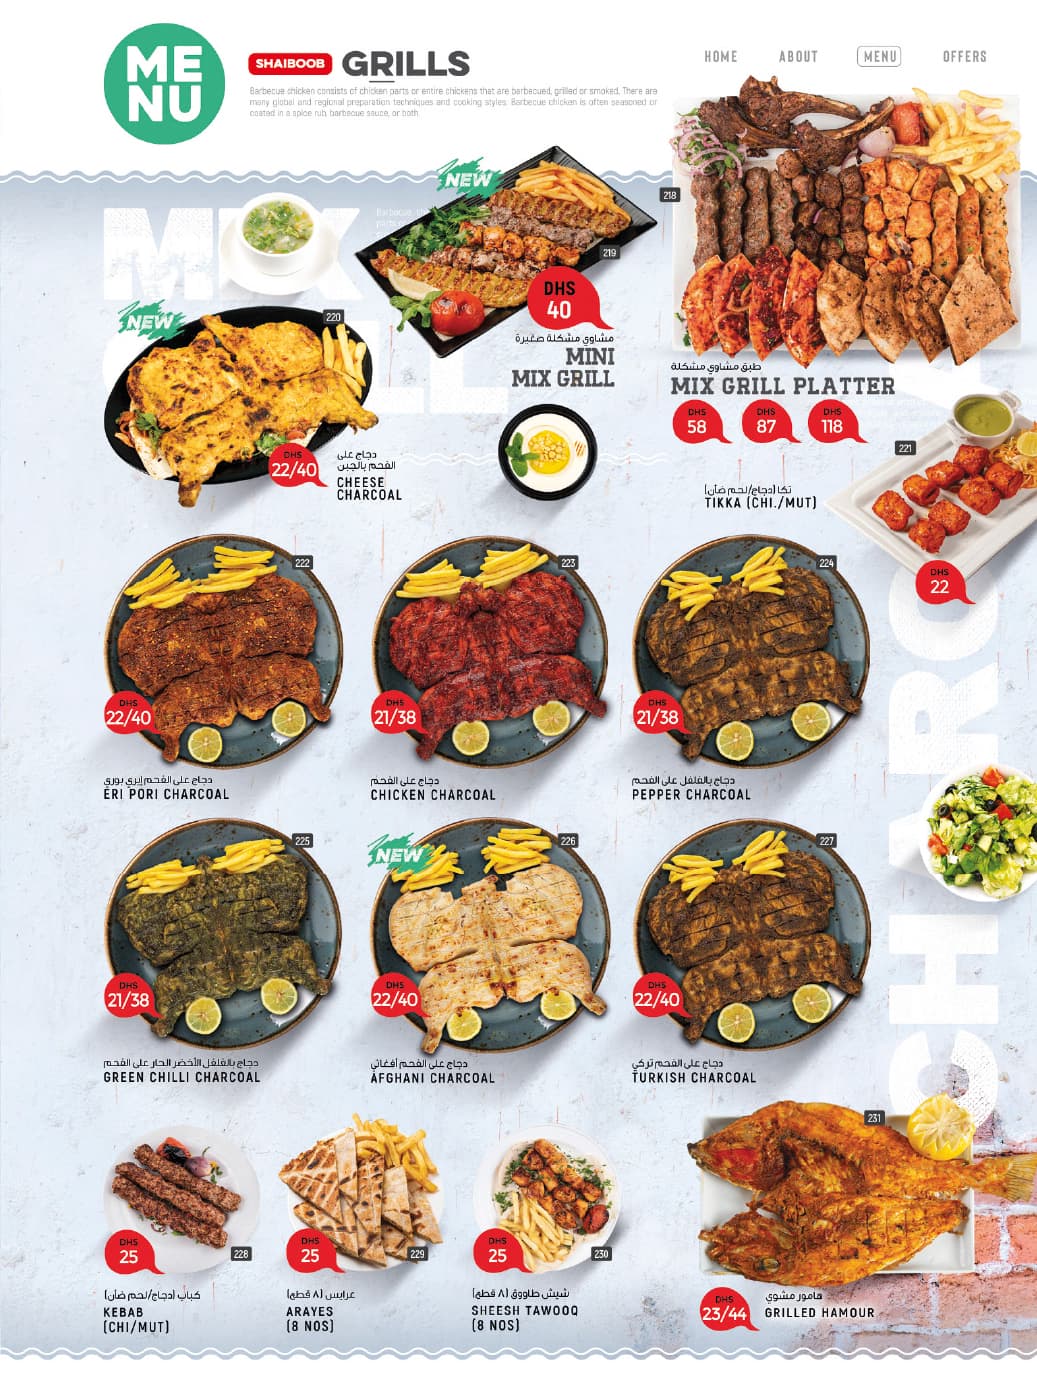 ME
NU
SHAIBOOB GRILLS
Barbecue chicken consists of chicken parts or entire chickens that are barbecued, grilled or smoked. There are
many global and regional preparation techniques and cooking styles. Barbecue chicken is often seasoned or
coated in a spice rub, barbecue sauce, or both
HOME ABOUT MENU OFFERS
MIX
NEW
219
DHS
40
مشاوي مشكلة صغيرة
MINI
MIX GRILL
218
طبق مشاوي مشكلة
MIX GRILL PLATTER
DHS
58
DHS
87
DHS
118
NEW
220
DHS
22/40
دجاج على
الفحم بالجبن
CHEESE
CHARCOAL
221
تكا (دجاج/لحم ضأن)
TIKKA (CHI./MUT)
DHS
22
CHARCOAL
222
DHS
22/40
دجاج على الفحم إيري بوري
ERI PORI CHARCOAL
223
DHS
21/38
دجاج على الفحم
CHICKEN CHARCOAL
224
DHS
21/38
دجاج بالفلفل على الفحم
PEPPER CHARCOAL
225
DHS
21/38
دجاج بالفلفل الأخضر الحار على الفحم
GREEN CHILLI CHARCOAL
NEW
226
DHS
22/40
دجاج على الفحم أفغاني
AFGHANI CHARCOAL
227
DHS
22/40
دجاج على الفحم تركي
TURKISH CHARCOAL
DHS
25
228
كباب (دجاج/لحم ضأن)
KEBAB
(CHI/MUT)
DHS
25
229
عرايس (٨ قطع)
ARAYES
(8 NOS)
DHS
25
230
شيش طاووق (٨ قطع)
SHEESH TAWOOQ
(8 NOS)
231
DHS
23/44
هامور مشوي
GRILLED HAMOUR